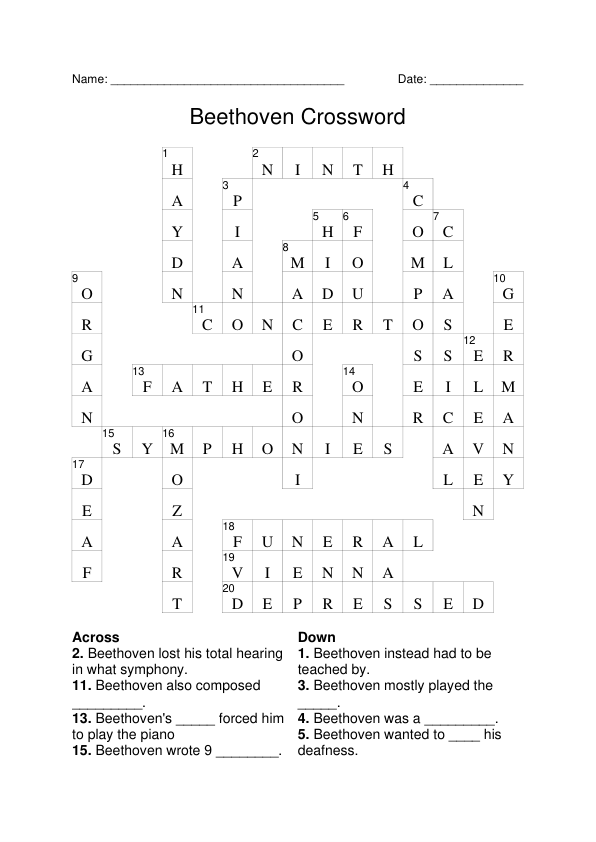 Name: ___________________________________ Date: ______________
Beethoven Crossword
1 2
H N I N T H
3 4
A P C
5 6 7
Y I H F O C
8
D A M I O M L
9 10
O N N A D U P A G
11
R C O N C E R T O S E
12
G O S S E R
13 14
A F A T H E R O E I L M
N O N R C E A
15 16
S Y M P H O N I E S A V N
17
D O I L E Y
E Z N
18
A A F U N E R A L
19
F R V I E N N A
20
T D E P R E S S E D
Across
2. Beethoven lost his total hearing
in what symphony.
11. Beethoven also composed
_________.
13. Beethoven's _____ forced him
to play the piano
15. Beethoven wrote 9 ________.
Down
1. Beethoven instead had to be
teached by.
3. Beethoven mostly played the
_____.
4. Beethoven was a _________.
5. Beethoven wanted to ____ his
deafness.